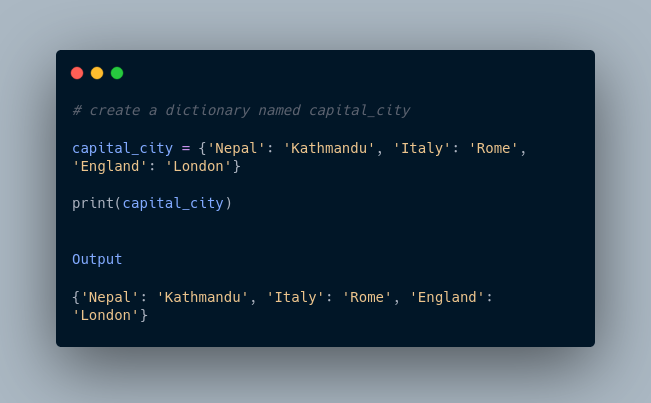 # create a dictionary named capital_city
capital_city = {'Nepal': 'Kathmandu', 'Italy': 'Rome',
'England': 'London'}
print(capital_city)
Output
{'Nepal': 'Kathmandu', 'Italy': 'Rome', 'England':
'London'}